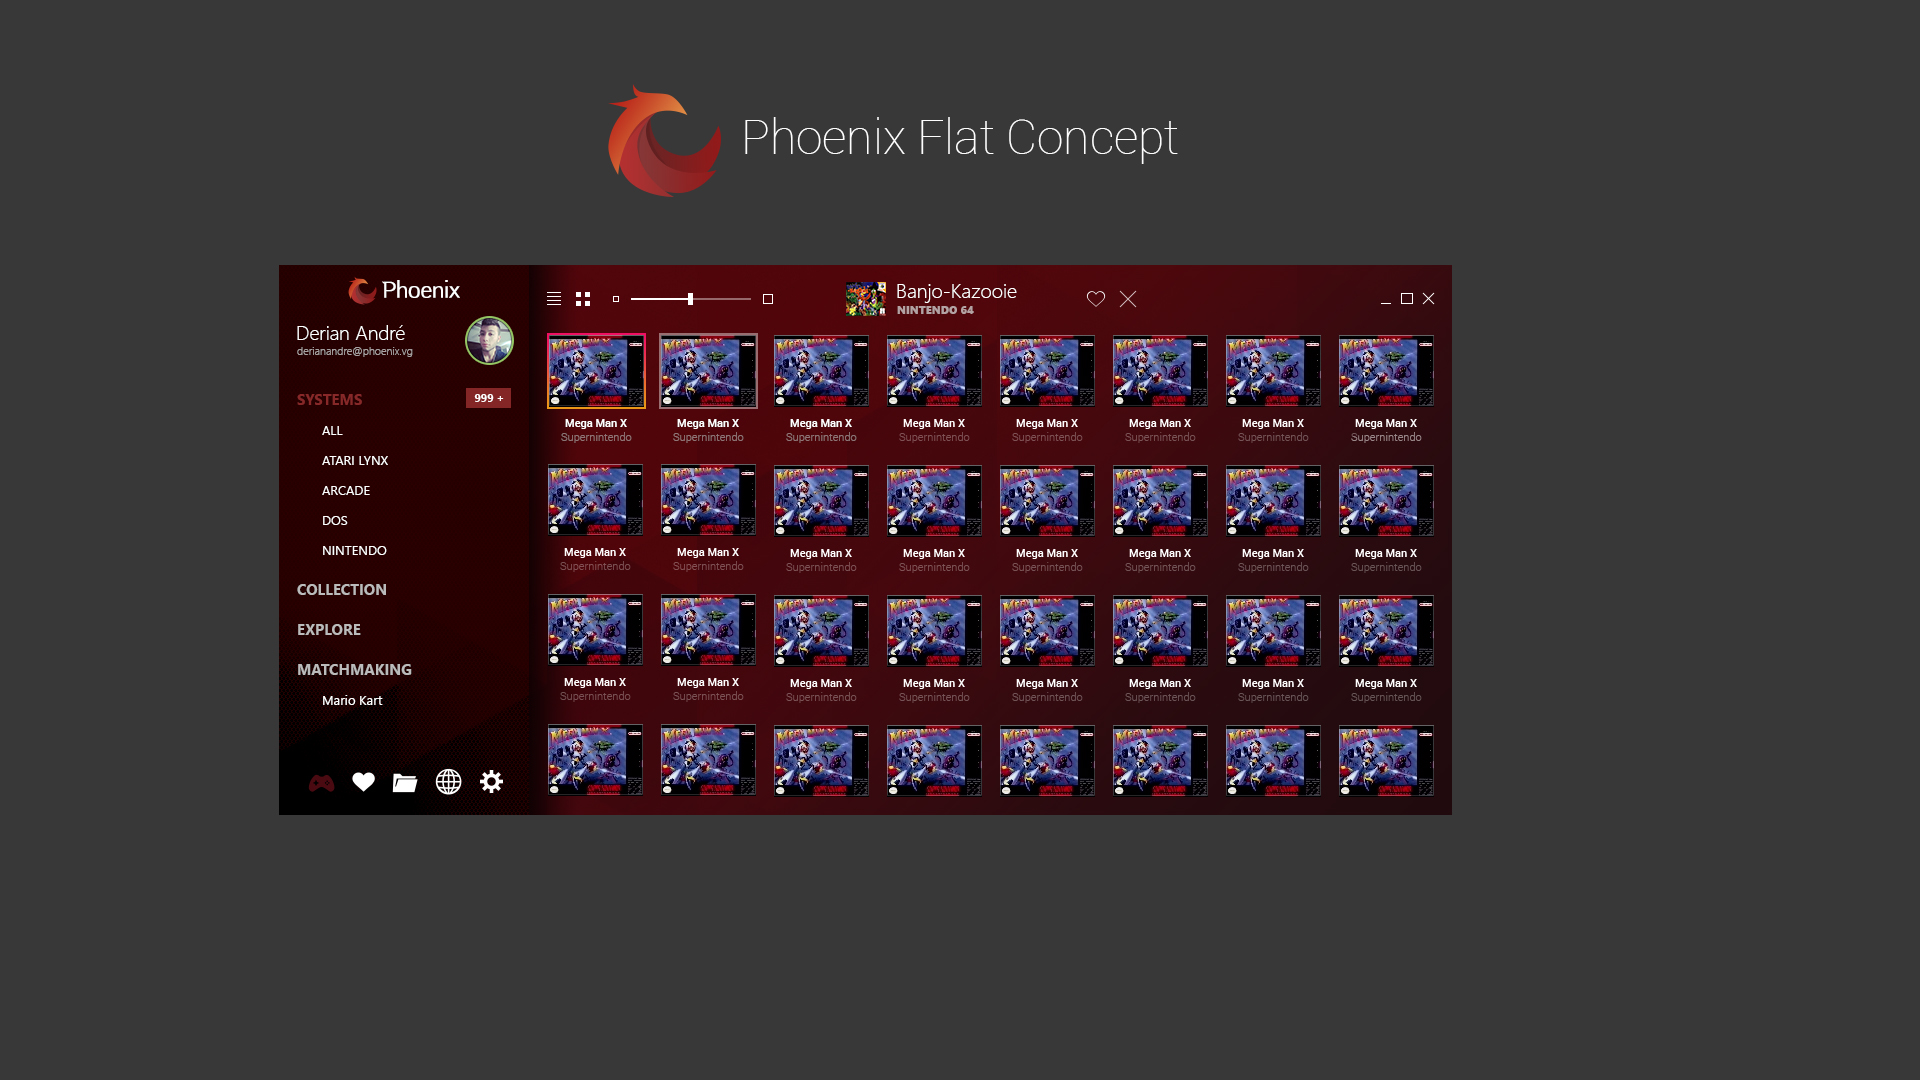 Phoenix Flat Concept
Phoenix
Derian André
derianandre@phoenix.vg
SYSTEMS
999 +
ALL
ATARI LYNX
ARCADE
DOS
NINTENDO
COLLECTION
EXPLORE
MATCHMAKING
Mario Kart
Banjo-Kazooie
NINTENDO 64
Mega Man X Mega Man X Mega Man X Mega Man X Mega Man X Mega Man X Mega Man X Mega Man X
Supernintendo Supernintendo Supernintendo Supernintendo Supernintendo Supernintendo Supernintendo Supernintendo
Mega Man X Mega Man X Mega Man X Mega Man X Mega Man X Mega Man X Mega Man X Mega Man X
Supernintendo Supernintendo Supernintendo Supernintendo Supernintendo Supernintendo Supernintendo Supernintendo
Mega Man X Mega Man X Mega Man X Mega Man X Mega Man X Mega Man X Mega Man X Mega Man X
Supernintendo Supernintendo Supernintendo Supernintendo Supernintendo Supernintendo Supernintendo Supernintendo